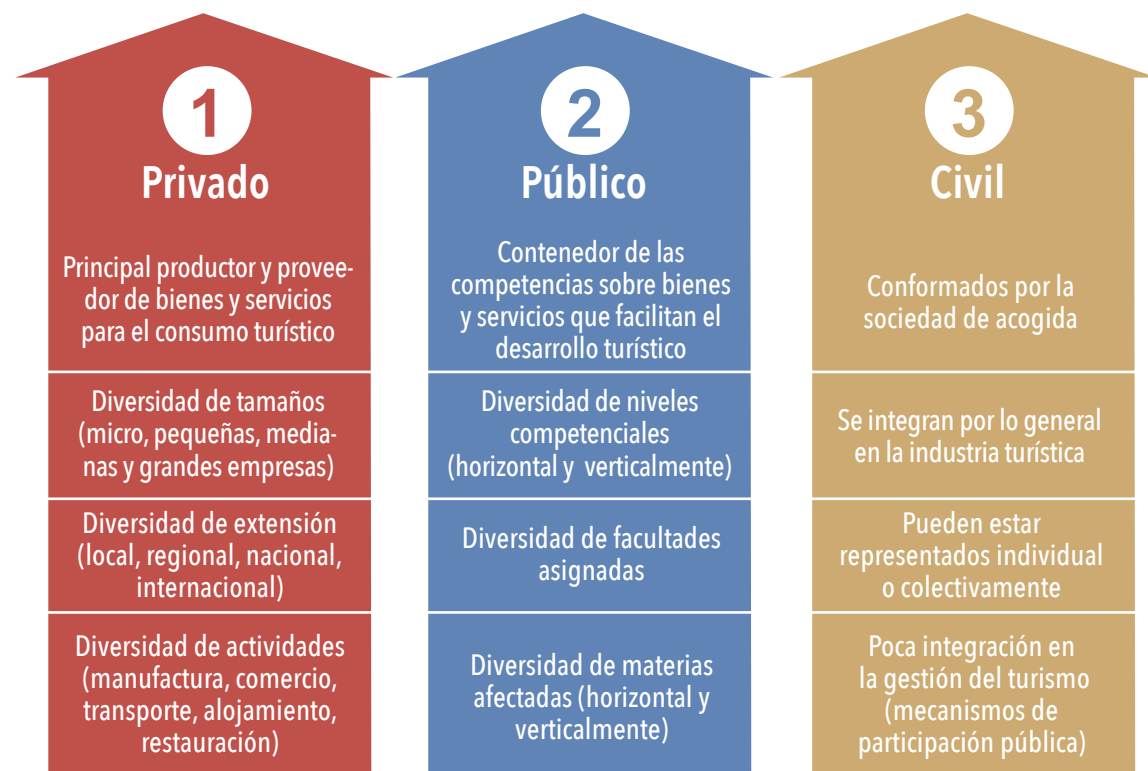 1
Privado
Principal productor y provee-
dor de bienes y servicios
para el consumo turístico
Diversidad de tamaños
(micro, pequeñas, media-
nas y grandes empresas)
Diversidad de extensión
(local, regional, nacional,
internacional)
Diversidad de actividades
(manufactura, comercio,
transporte, alojamiento,
restauración)
2
Público
Contenedor de las
competencias sobre bienes
y servicios que facilitan el
desarrollo turístico
Diversidad de niveles
competenciales
(horizontal y verticalmente)
Diversidad de facultades
asignadas
Diversidad de materias
afectadas (horizontal y
verticalmente)
3
Civil
Conformados por la
sociedad de acogida
Se integran por lo general
en la industria turística
Pueden estar
representados individual
o colectivamente
Poca integración en
la gestión del turismo
(mecanismos de
participación pública)